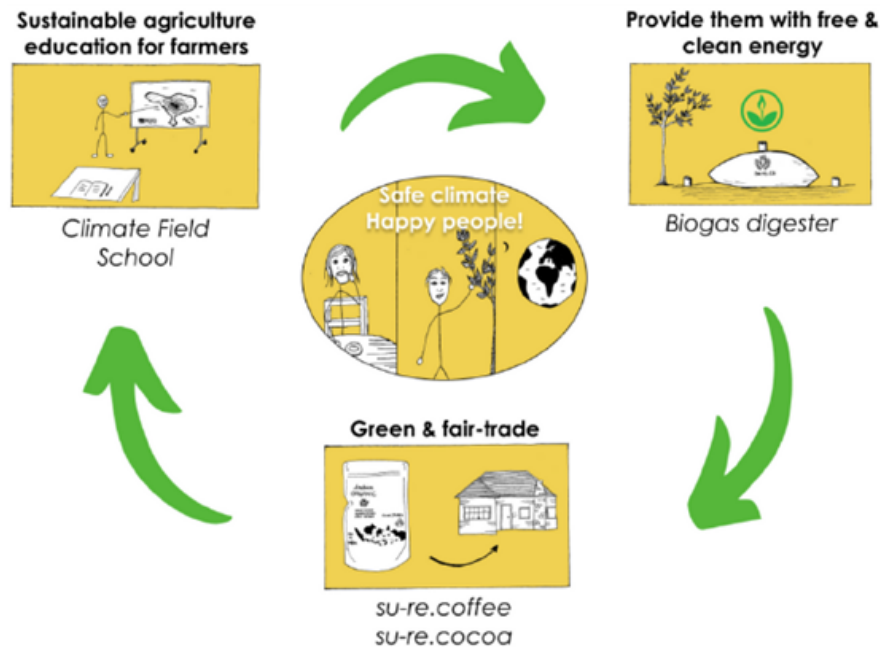 Sustainable agriculture
education for farmers
Climate Field
School
Provide them with free &
clean energy
Biogas digester
Safe climate
Happy people!
Green & fair-trade
su-re.coffee
su-re.cocoa